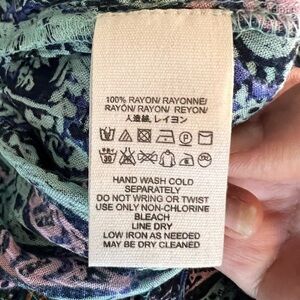 100% RAYON/ RAYONNE/
RAYÓN/ RAYON/ REYON/
人造絲, レイヨン
HAND WASH COLD
SEPARATELY
DO NOT WRING OR TWIST
USE ONLY NON-CHLORINE
BLEACH
LINE DRY
LOW IRON AS NEEDED
MAY BE DRY CLEANED